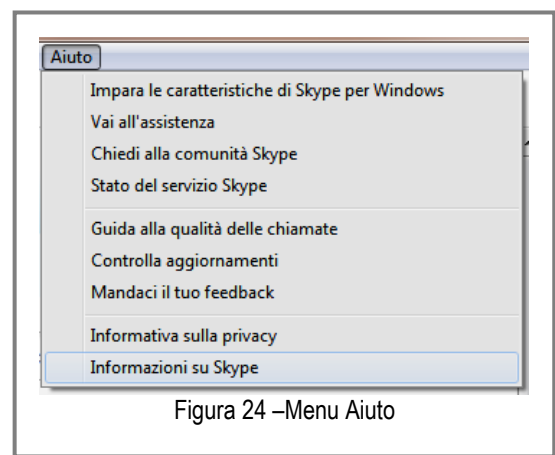 Aiuto
Impara le caratteristiche di Skype per Windows
Vai all'assistenza
Chiedi alla comunità Skype
Stato del servizio Skype
Guida alla qualità delle chiamate
Controlla aggiornamenti
Mandaci il tuo feedback
Informativa sulla privacy
Informazioni su Skype
Figura 24 –Menu Aiuto